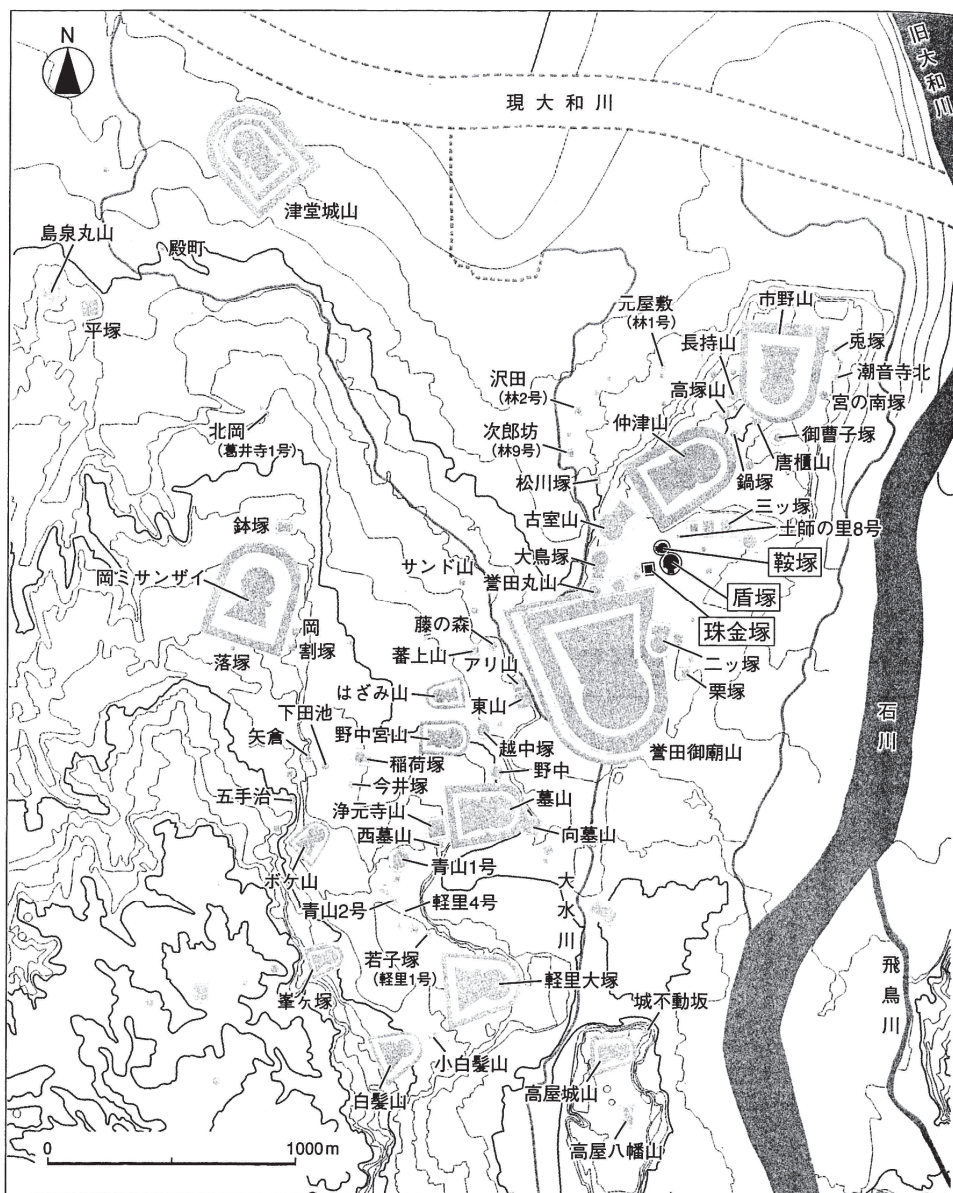 N
旧大和川
現大和川
津堂城山
島泉丸山
殿町
平塚
市野山
元屋敷
(林1号)
長持山
兎塚
潮音寺北
沢田
(林2号)
高塚山
宮の南塚
仲津山
北岡
(葛井寺1号)
次郎坊
(林9号)
御曹子塚
唐櫃山
松川塚
鍋塚
三ッ塚
古室山
土師の里8号
鉢塚
大鳥塚
鞍塚
サンド山
誉田丸山
盾塚
岡ミサンザイ
珠金塚
藤の森
岡
割塚
蕃上山
二ッ塚
落塚
アリ山
栗塚
はざみ山
東山
下田池
石川
野中宮山
越中塚
誉田御廟山
矢倉
稲荷塚
野中
今井塚
五手治
墓山
浄元寺山
向墓山
西墓山
青山1号
ボケ山
大水川
青山2号
軽里4号
若子塚
(軽里1号)
飛鳥川
軽里大塚
峯ヶ塚
城不動坂
小白髪山
高屋城山
白髪山
高屋八幡山
0
1000m